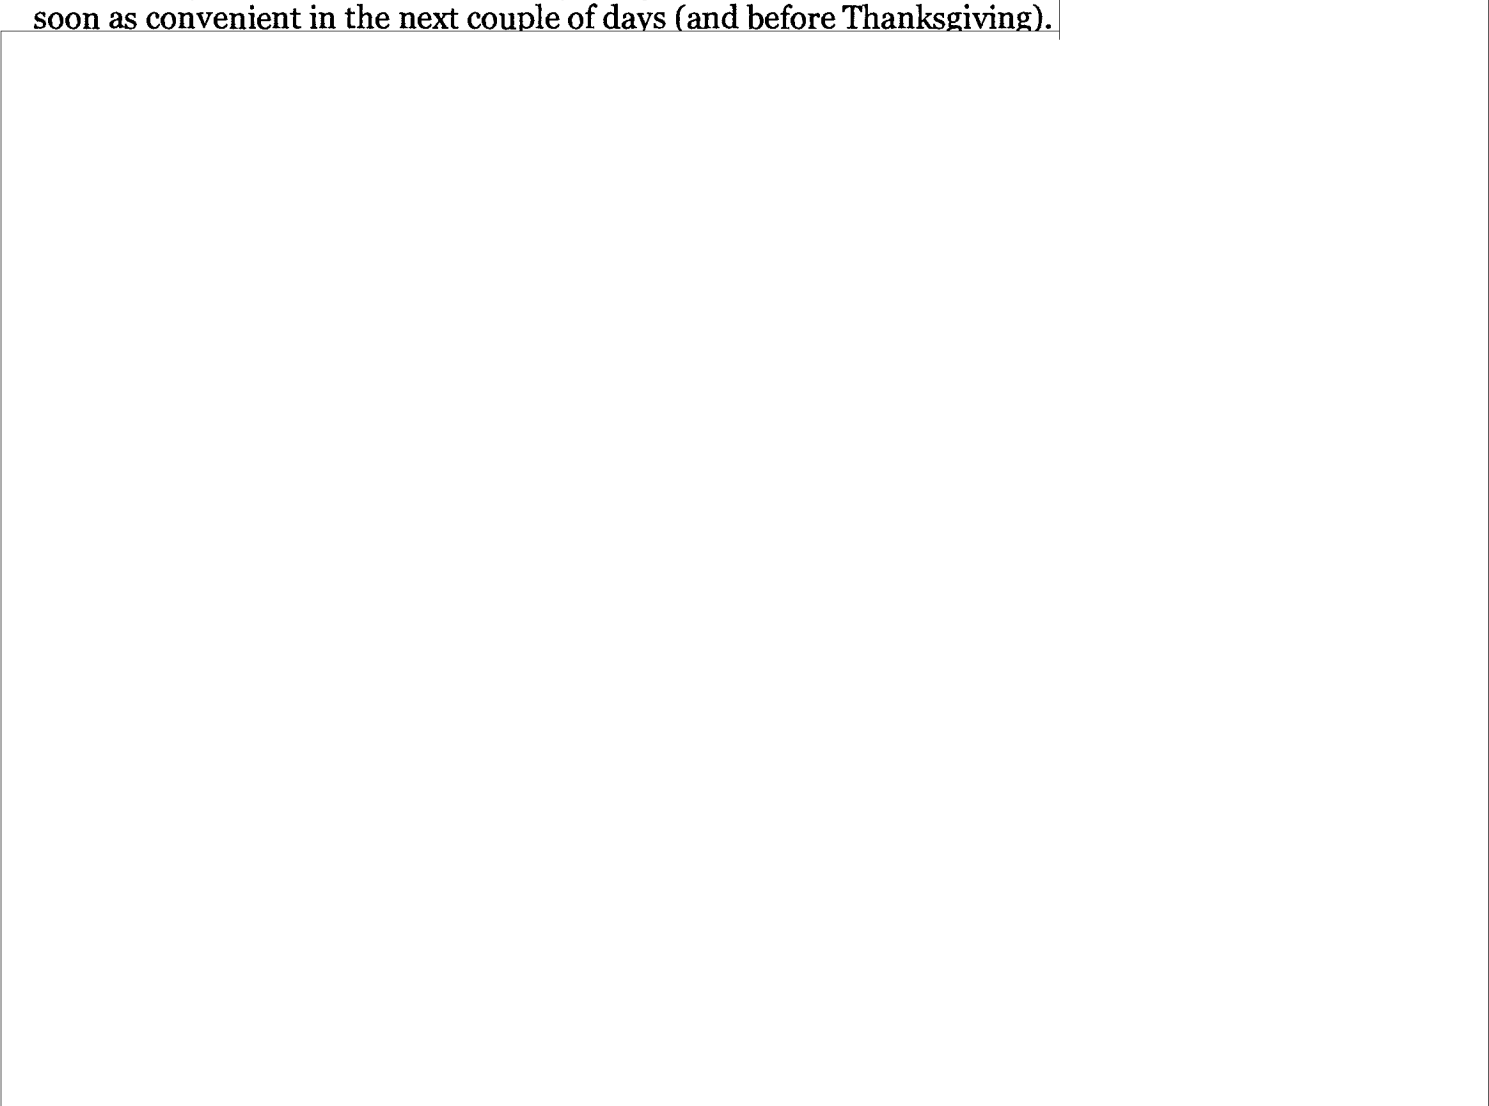 soon as convenient in the next couple of days (and before Thanksgiving).